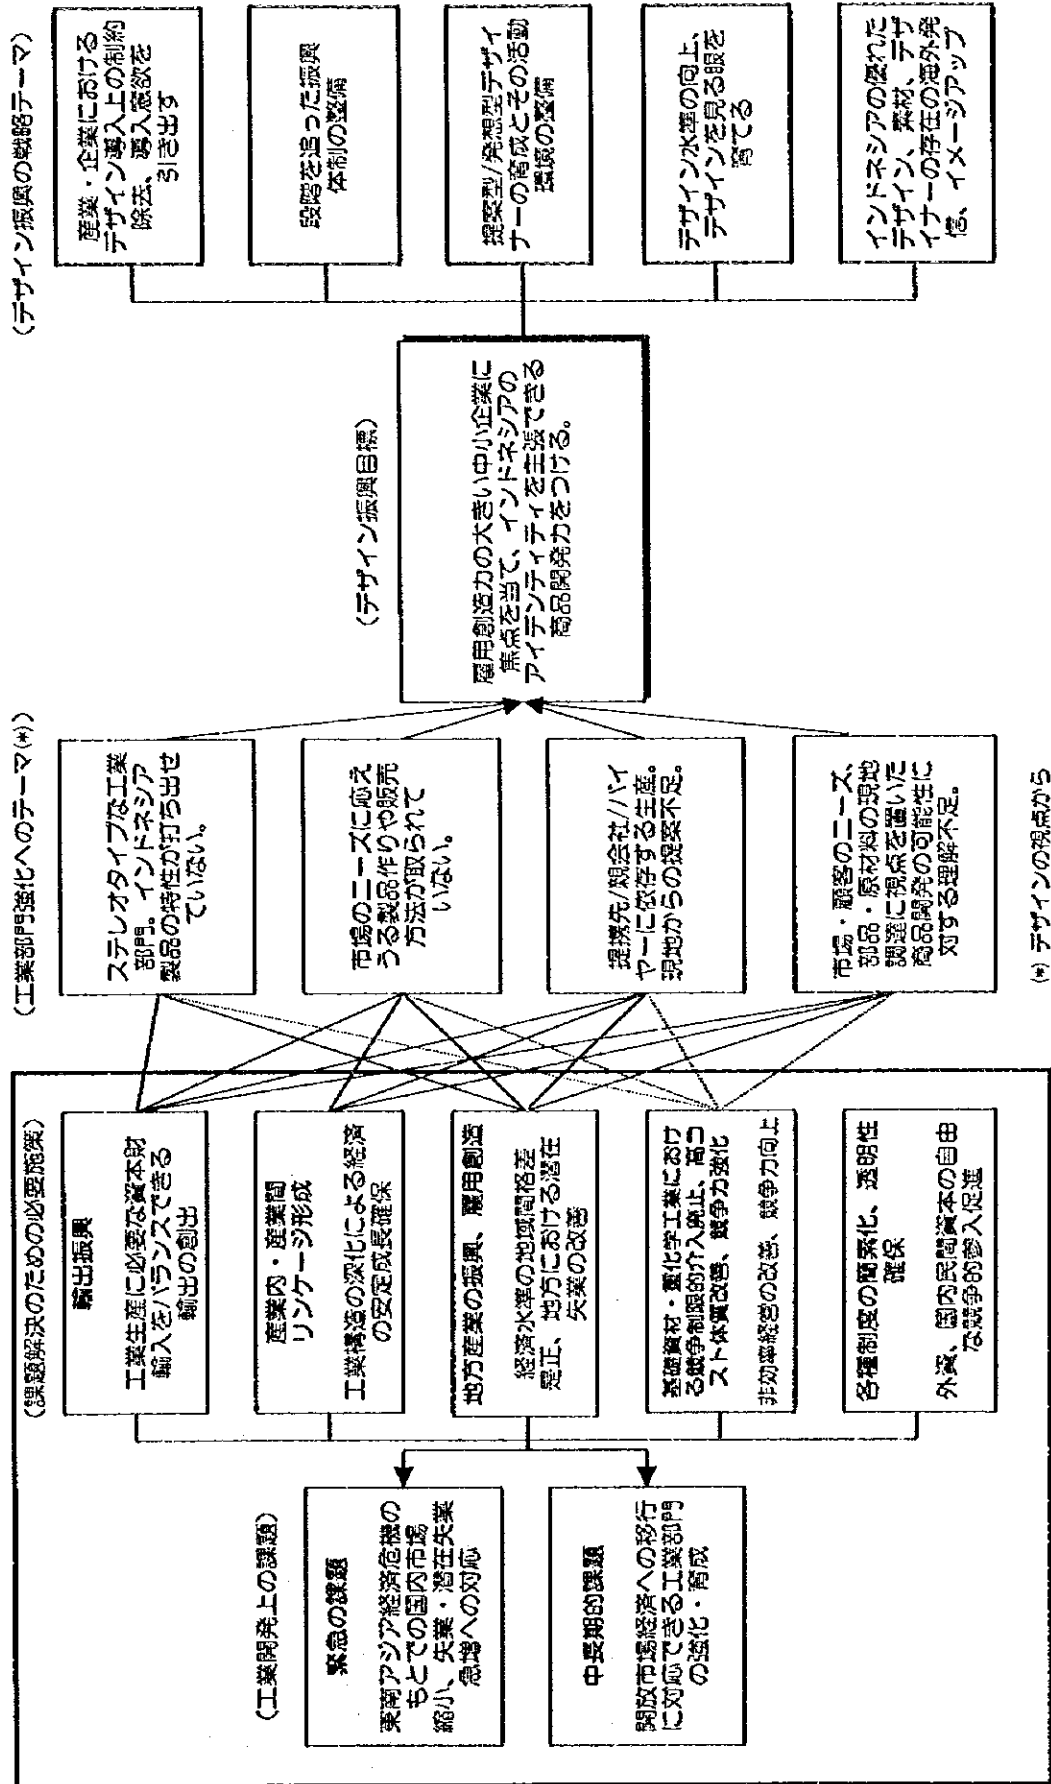 (工業開発上の課題)
緊急の課題
東南アジア経済危機の
もとでの国内市場
縮小、失業・潜在失業
急増への対応
中長期的課題
開放市場経済への移行
に対応できる工業部門
の強化・育成
(課題解決のための必要施策)
輸出振興
工業生産に必要な資本財
輸入をバランスできる
輸出の創出
産業内・産業間
リンケージ形成
工業構造の深化による経済
の安定成長確保
地方産業の振興、雇用創造
経済水準の地域間格差
是正、地方における潜在
失業の改善
基礎資材・重化学工業におけ
る競争制限的介入廃止、高コ
スト体質改善、競争力強化
非効率経営の改善、競争力向上
各種制度の簡素化、透明性
確保
外資、国内民間資本の自由
な競争的参入促進
(工業部門強化へのテーマ(*))
ステレオタイプな工業
部門。インドネシア
製品の特性が打ち出せ
ていない。
市場のニーズに応え
うる製品作りや販売
方法が取られて
いない。
提携先/親会社/バイ
ヤーに依存する生産。
現地からの提案不足。
市場・顧客のニーズ、
部品・原材料の現地
調達に視点を置いた
商品開発の可能性に
対する理解不足。
(*) デザインの視点から
(デザイン振興目標)
雇用創造力の大きい中小企業に
焦点を当て、インドネシアの
アイデンティティを主張できる
商品開発力をつける。
(デザイン振興の戦略テーマ)
産業・企業における
デザイン導入上の制約
除去、導入意欲を
引き出す
段階を追った振興
体制の整備
提案型/発想型デザイ
ナーの育成とその活動
環境の整備
デザイン水準の向上、
デザインを見る眼を
育てる
インドネシアの優れた
デザイン、素材、デザ
イナーの存在の海外発
信、イメージアップ